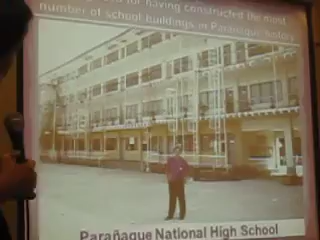 for having constructed the most
number of school buildings in Parañaque history
Parañaque National High School